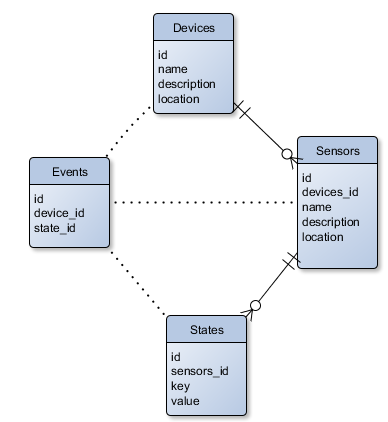 Devices
id
name
description
location
Events
id
device_id
state_id
Sensors
id
devices_id
name
description
location
States
id
sensors_id
key
value